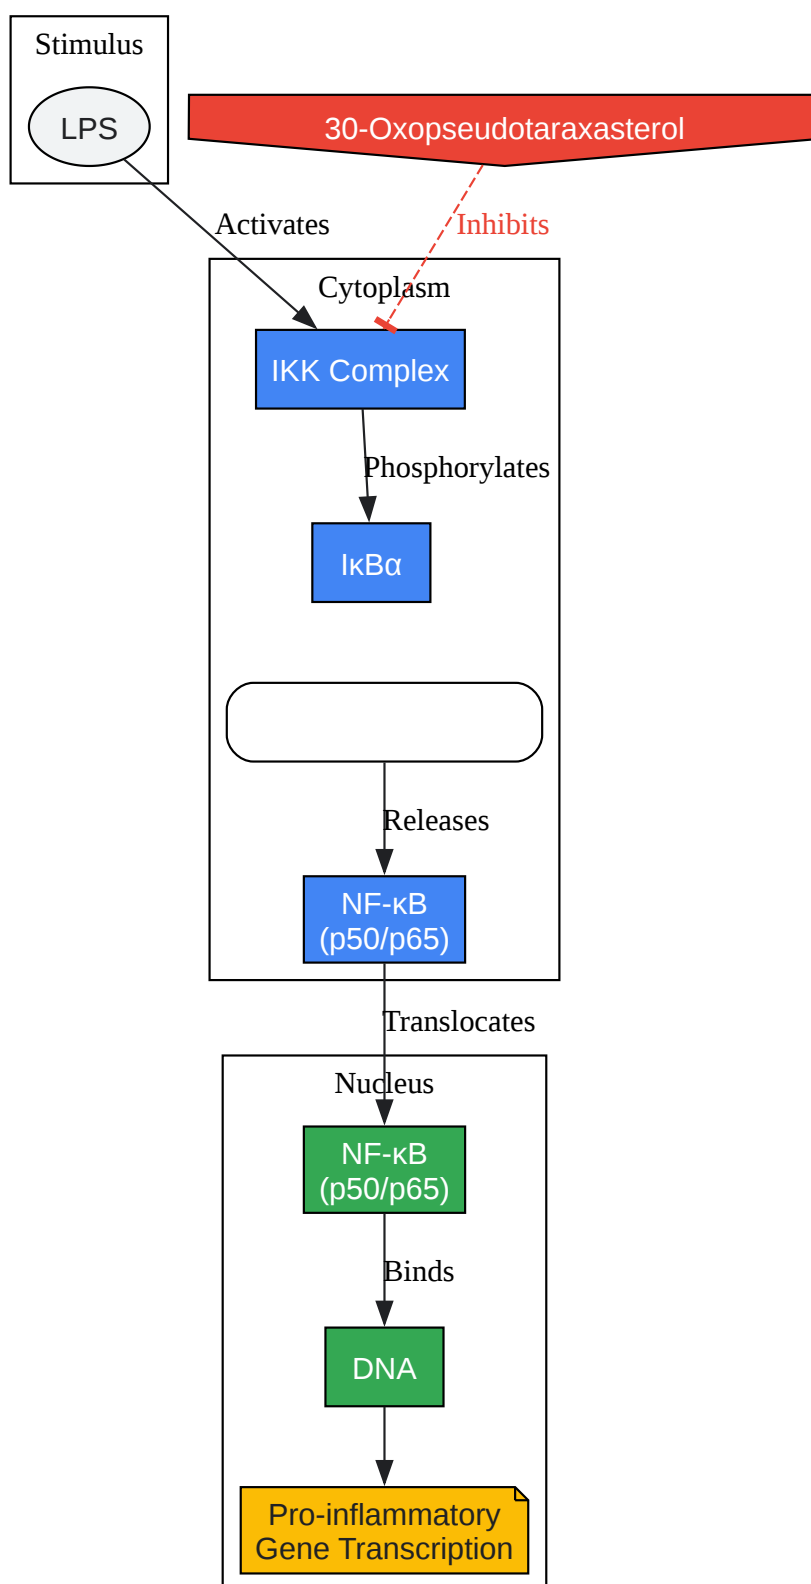 Stimulus
LPS
30-Oxopseudotaraxasterol
Activates
Inhibits
Cytoplasm
IKK Complex
Phosphorylates
IκBα
Releases
NF-κB
(p50/p65)
Translocates
Nucleus
NF-κB
(p50/p65)
Binds
DNA
Pro-inflammatory
Gene Transcription